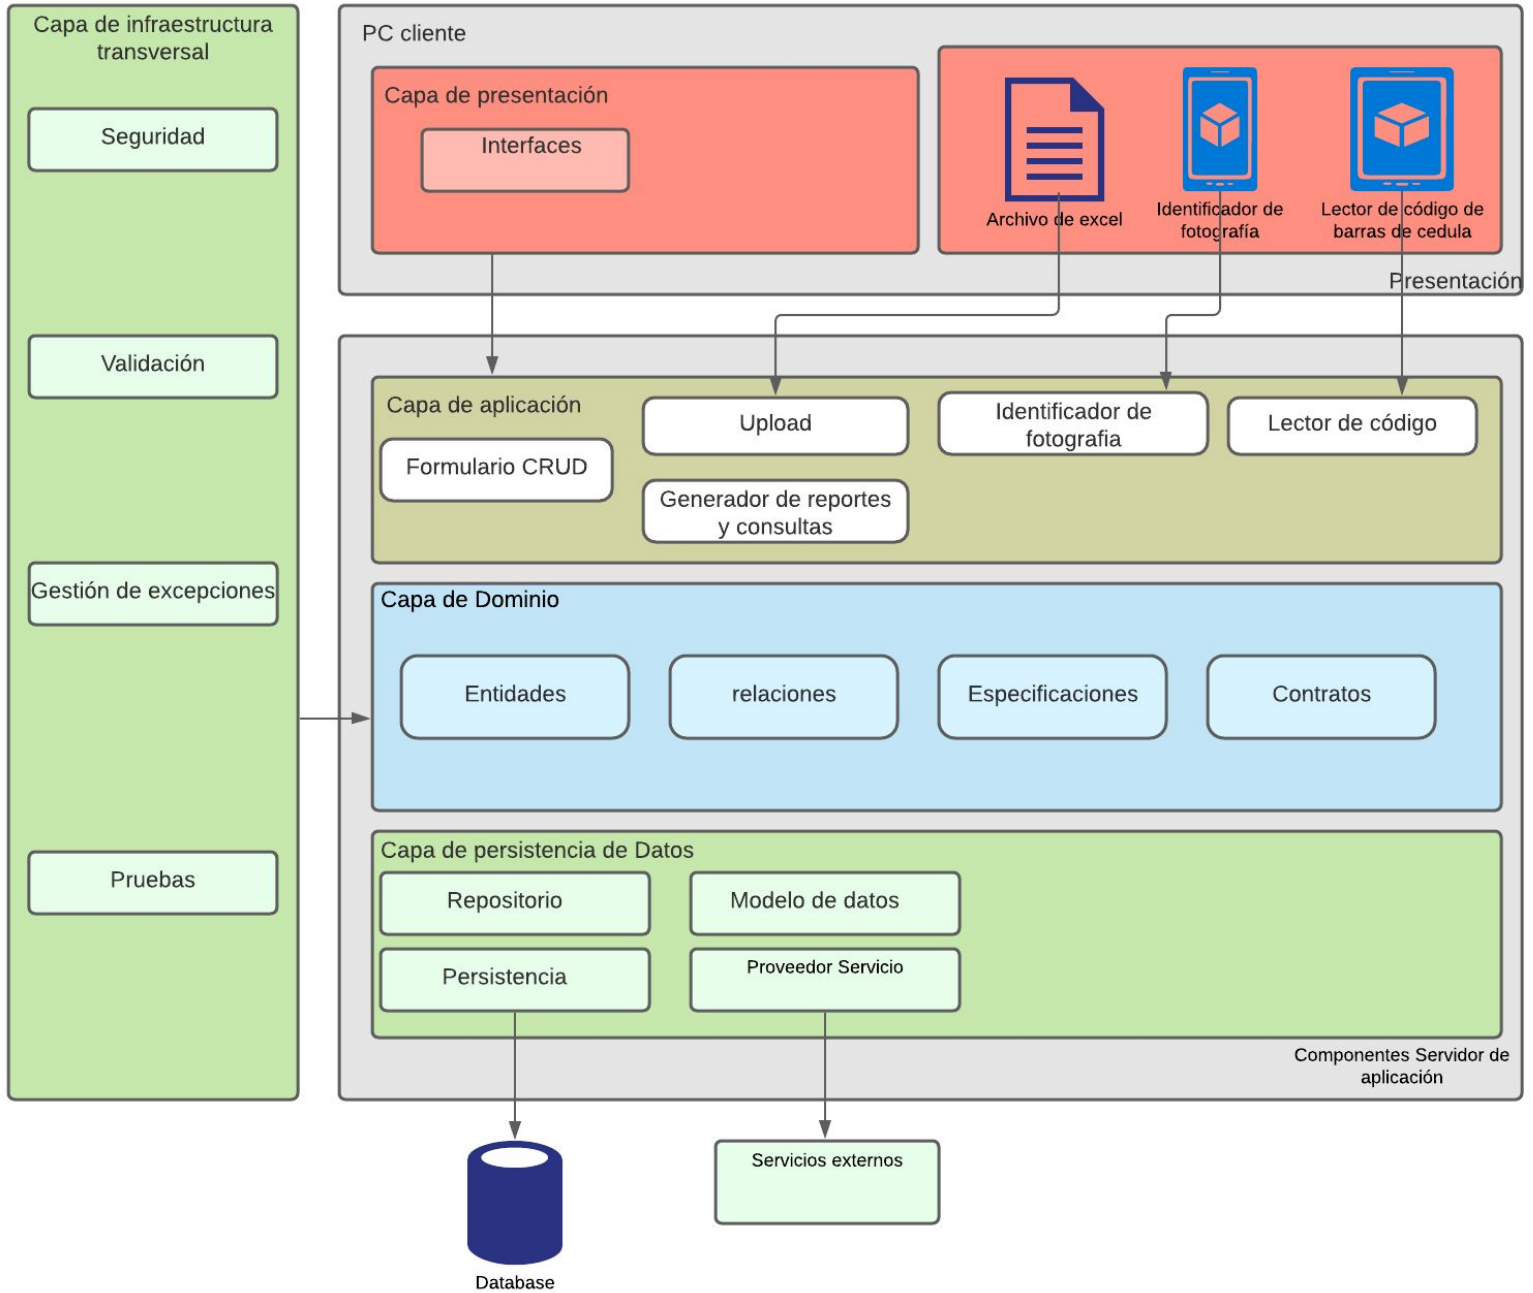 Capa de infraestructura
transversal
Seguridad
Validación
Gestión de excepciones
Pruebas
PC cliente
Capa de presentación
Interfaces
Archivo de excel
Identificador de
fotografía
Lector de código de
barras de cedula
Presentación
Capa de aplicación
Formulario CRUD
Upload
Generador de reportes
y consultas
Identificador de
fotografia
Lector de código
Capa de Dominio
Entidades
relaciones
Especificaciones
Contratos
Capa de persistencia de Datos
Repositorio
Modelo de datos
Persistencia
Proveedor Servicio
Componentes Servidor de
aplicación
Servicios externos
Database